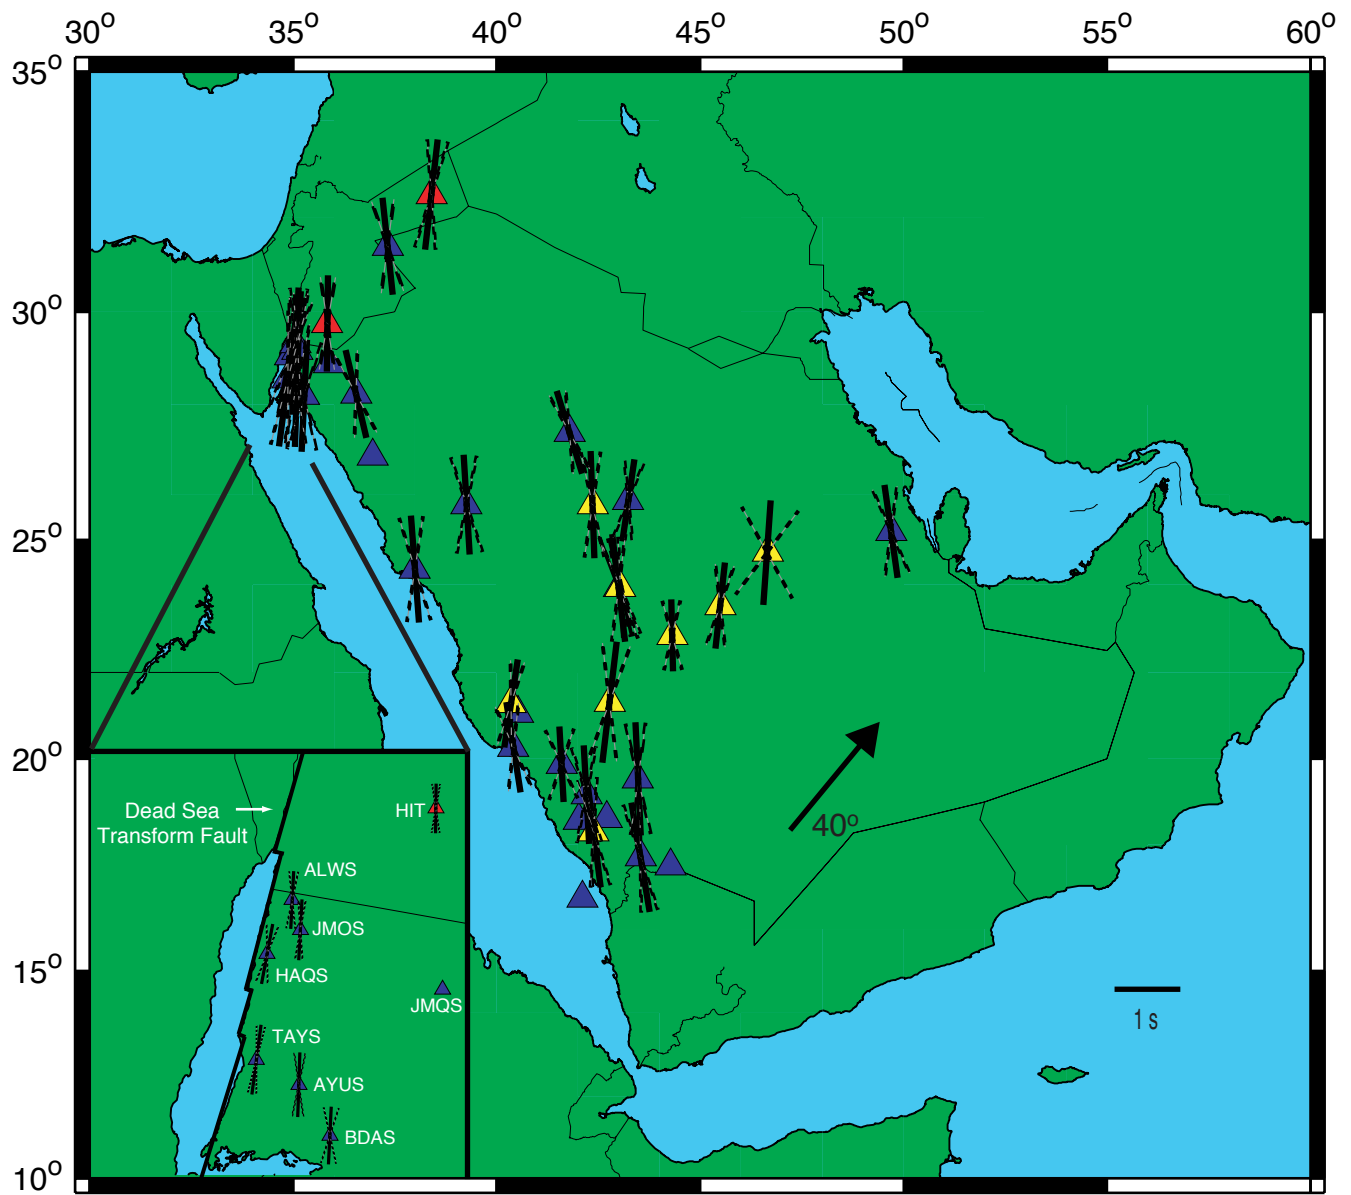 30° 35° 40° 45° 50° 55° 60°
35°
30°
25°
20°
15°
10°
40°
1 s
Dead Sea
Transform Fault
HIT
ALWS
JMOS
HAQS
JMQS
TAYS
AYUS
BDAS